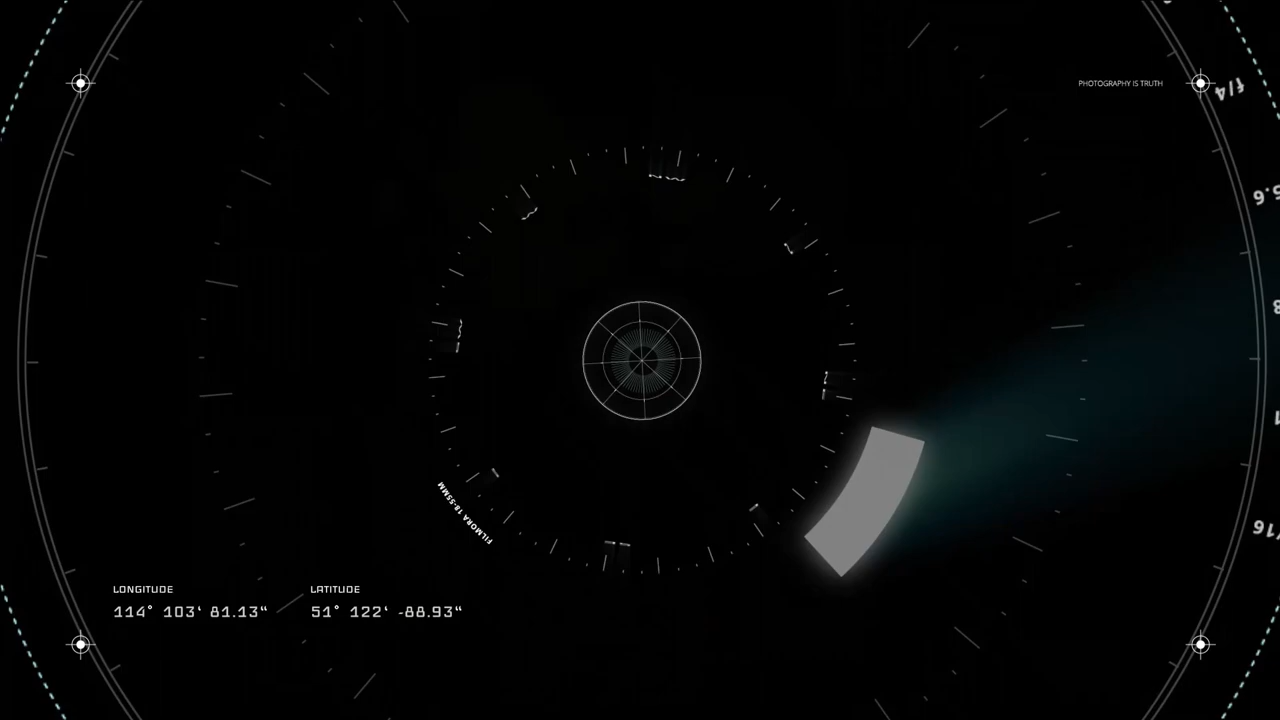 PHOTOGRAPHY IS TRUTH
f/4
5.6
8
FILMORA 18-55MM
LONGITUDE
114° 103‘ 81.13“
LATITUDE
51° 122‘ -88.93“